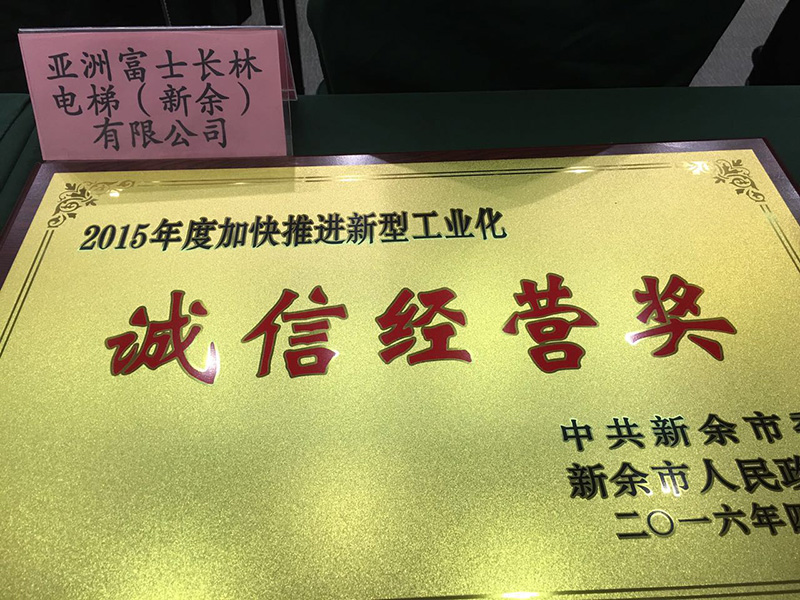 亚洲富士长林
电梯（新余）
有限公司
2015年度加快推进新型工业化
诚信经营奖
中共新余市
新余市人民政
二〇一六年四